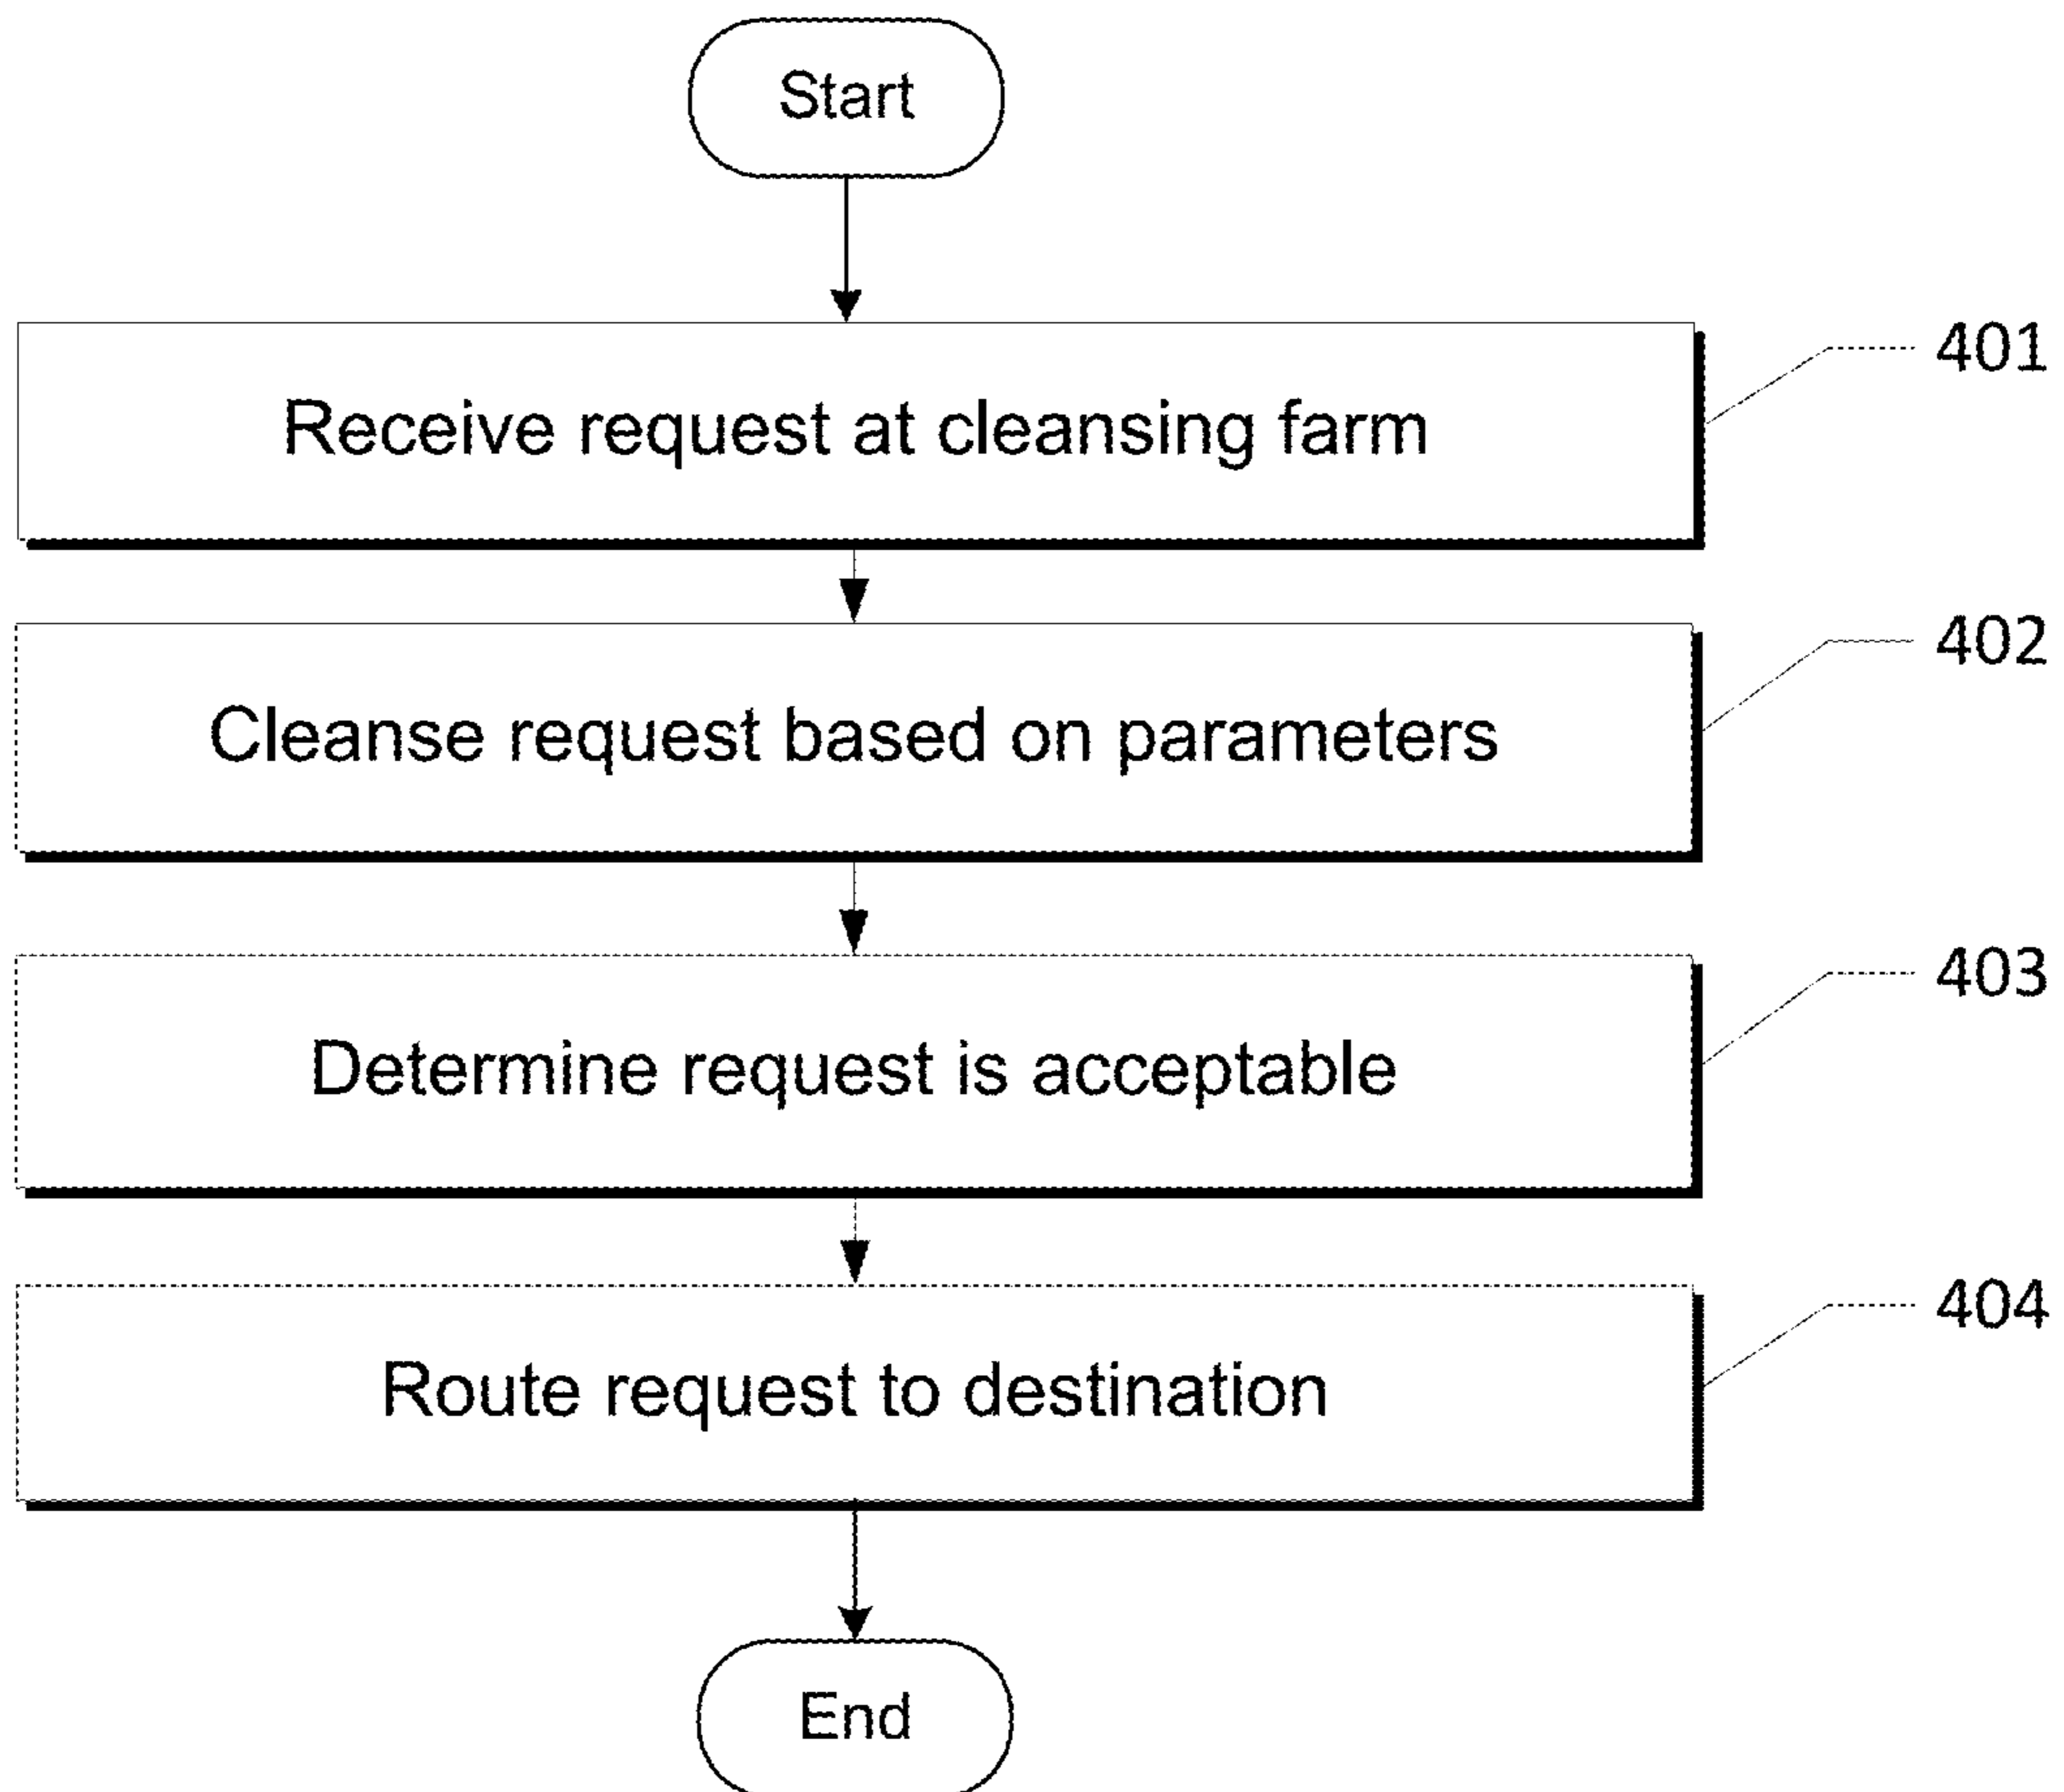 Start
Receive request at cleansing farm
401
Cleanse request based on parameters
402
Determine request is acceptable
403
Route request to destination
404
End